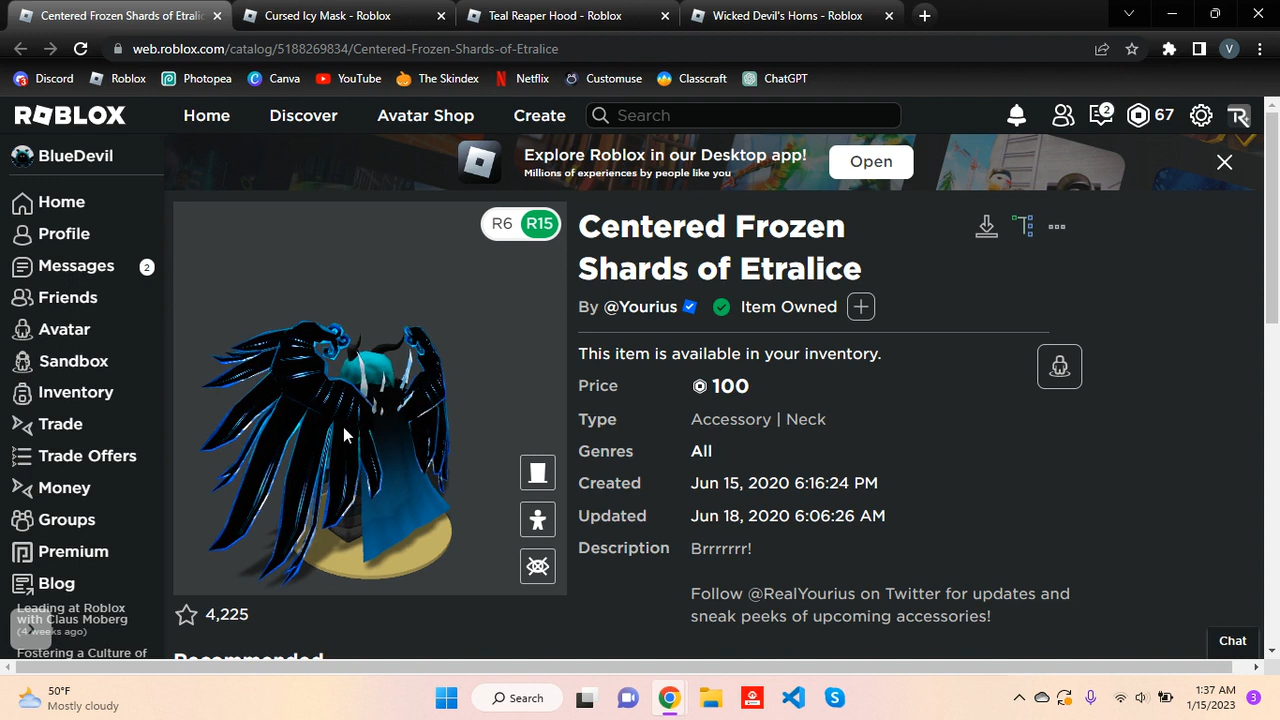 Centered Frozen Shards of Etralic
Cursed Icy Mask - Roblox
Teal Reaper Hood - Roblox
Wicked Devil's Horns - Roblox
web.roblox.com/catalog/5188269834/Centered-Frozen-Shards-of-Etralice
V
Discord
Roblox
Photopea
Canva
YouTube
The Skindex
Netflix
Customuse
Classcraft
ChatGPT
ROBLOX
Home
Discover
Avatar Shop
Create
Search
2
67
BlueDevil
Explore Roblox in our Desktop app!
Millions of experiences by people like you
Open
Home
Profile
Messages
2
Friends
Avatar
Sandbox
Inventory
Trade
Trade Offers
Money
Groups
Premium
Blog
Leading at Roblox
with Claus Moberg
(4 weeks ago)
Fostering a Culture of
R6
R15
4,225
Recommended
Centered Frozen
Shards of Etralice
By @Yourius
Item Owned
This item is available in your inventory.
Price
100
Type
Accessory | Neck
Genres
All
Created
Jun 15, 2020 6:16:24 PM
Updated
Jun 18, 2020 6:06:26 AM
Description
Brrrrrrr!
Follow @RealYourius on Twitter for updates and
sneak peeks of upcoming accessories!
Chat
50°F
Mostly cloudy
Search
1:37 AM
1/15/2023
3